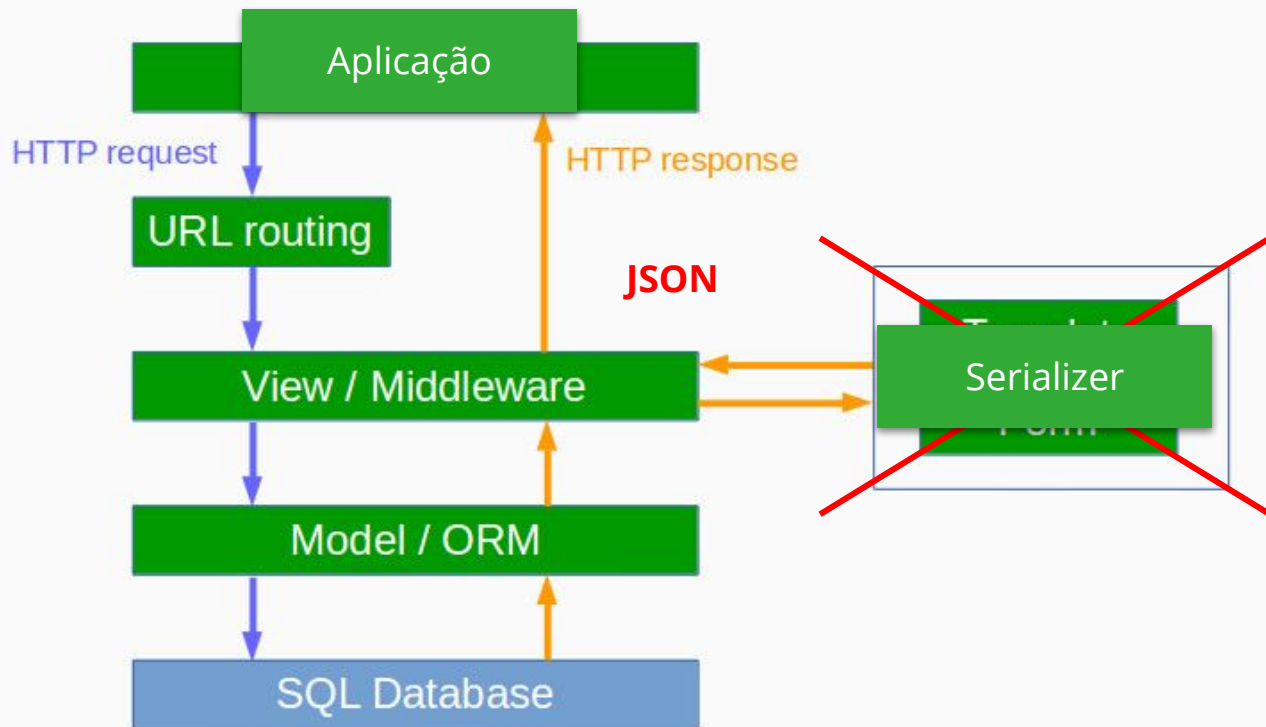 Aplicação
HTTP request
HTTP response
URL routing
JSON
View / Middleware
Serializer
Model / ORM
SQL Database